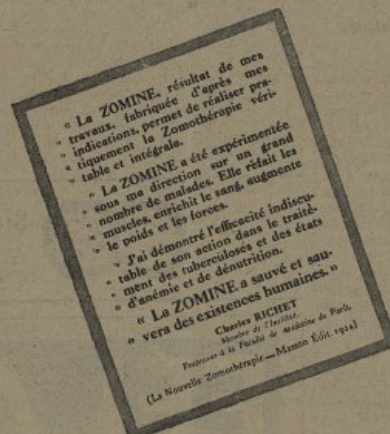 « La ZOMINE, résultat de mes
« travaux, fabriquée d'après mes
« indications, permet de réaliser pra-
« tiquement la Zomothérapie véri-
« table et intégrale.
« La ZOMINE a été expérimentée
« sous ma direction sur un grand
« nombre de malades. Elle refait les
« muscles, enrichit le sang, augmente
« le poids et les forces.
« J'ai démontré l'efficacité indiscu-
« table de son action dans le traite-
« ment des tuberculoses et des états
« d'anémie et de dénutrition.
« La ZOMINE a sauvé et sau-
« vera des existences humaines. »
Charles RICHET
Membre de l'Institut.
Professeur à la Faculté de Médecine de Paris.
(La Nouvelle Zomothérapie — Masson Édit. 1924)